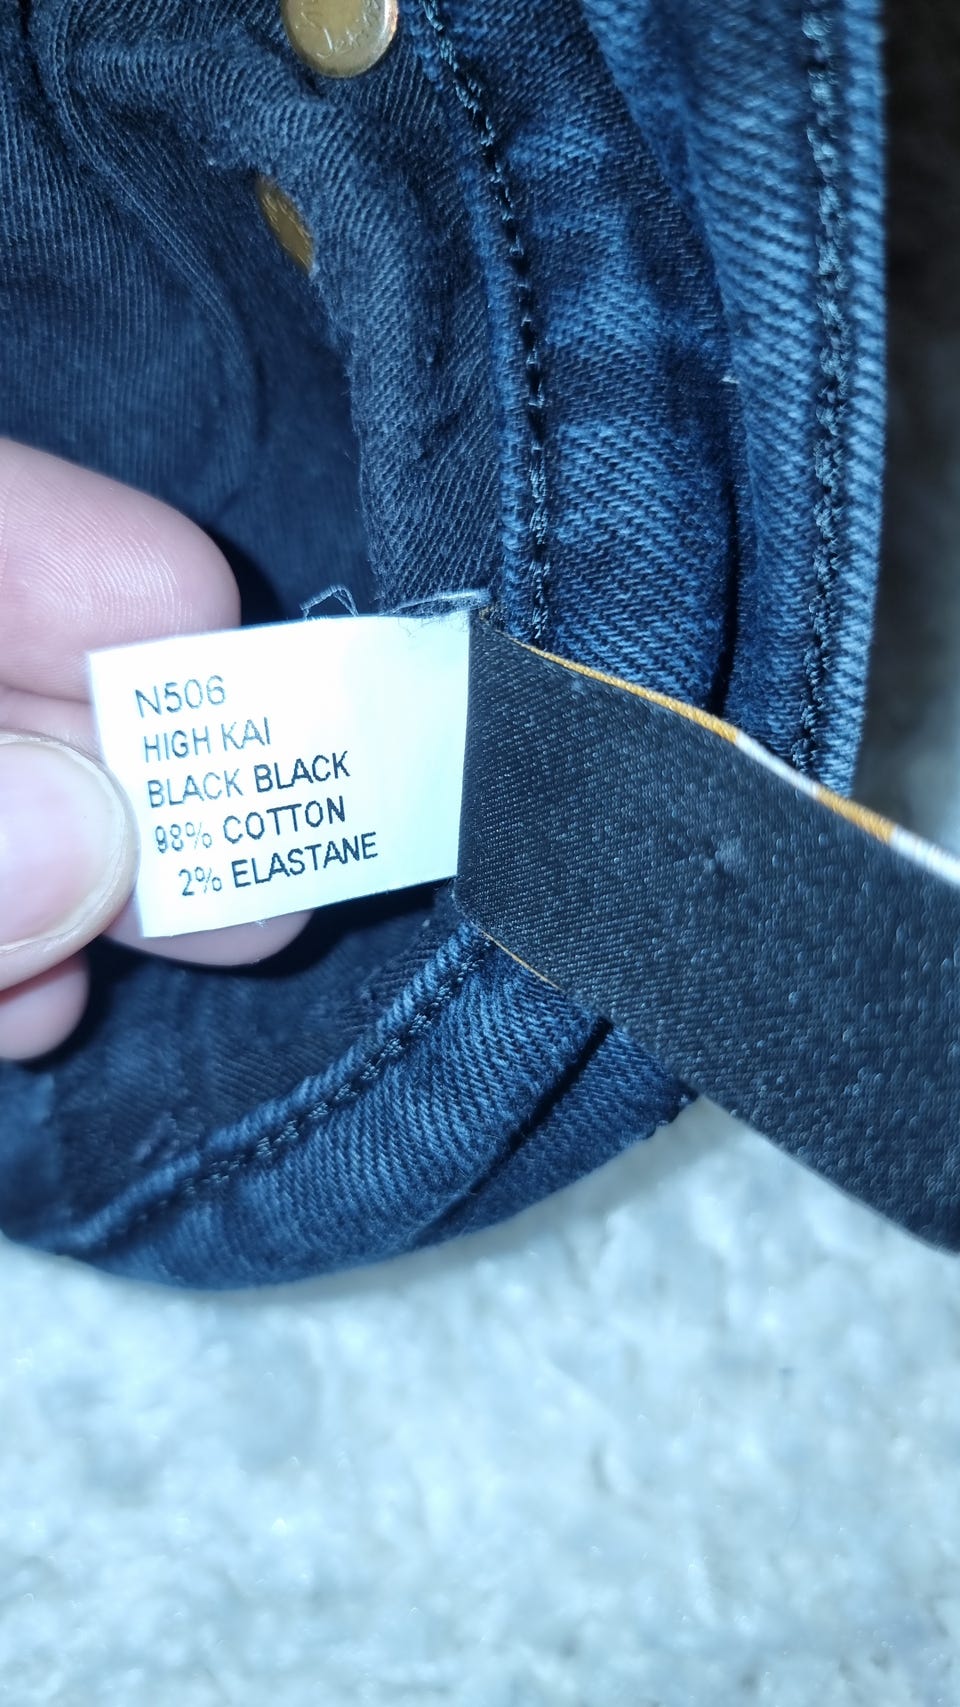 N506
HIGH KAI
BLACK BLACK
98% COTTON
2% ELASTANE